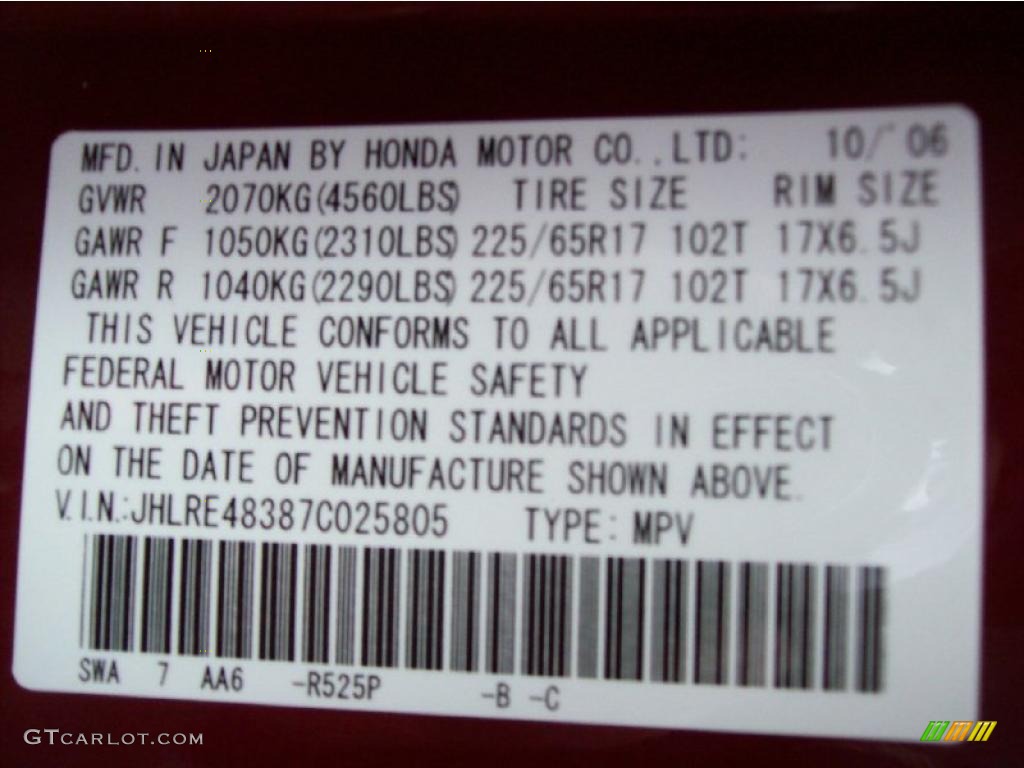 MFD. IN JAPAN BY HONDA MOTOR CO.,LTD: 10/ 06
GVWR 2070KG(4560LBS) TIRE SIZE RIM SIZE
GAWR F 1050KG(2310LBS) 225/65R17 102T 17X6.5J
GAWR R 1040KG(2290LBS) 225/65R17 102T 17X6.5J
THIS VEHICLE CONFORMS TO ALL APPLICABLE
FEDERAL MOTOR VEHICLE SAFETY
AND THEFT PREVENTION STANDARDS IN EFFECT
ON THE DATE OF MANUFACTURE SHOWN ABOVE.
V.I.N.:JHLRE48387C025805 TYPE: MPV
SWA 7 AA6 -R525P -B -C
GTCARLOT.COM